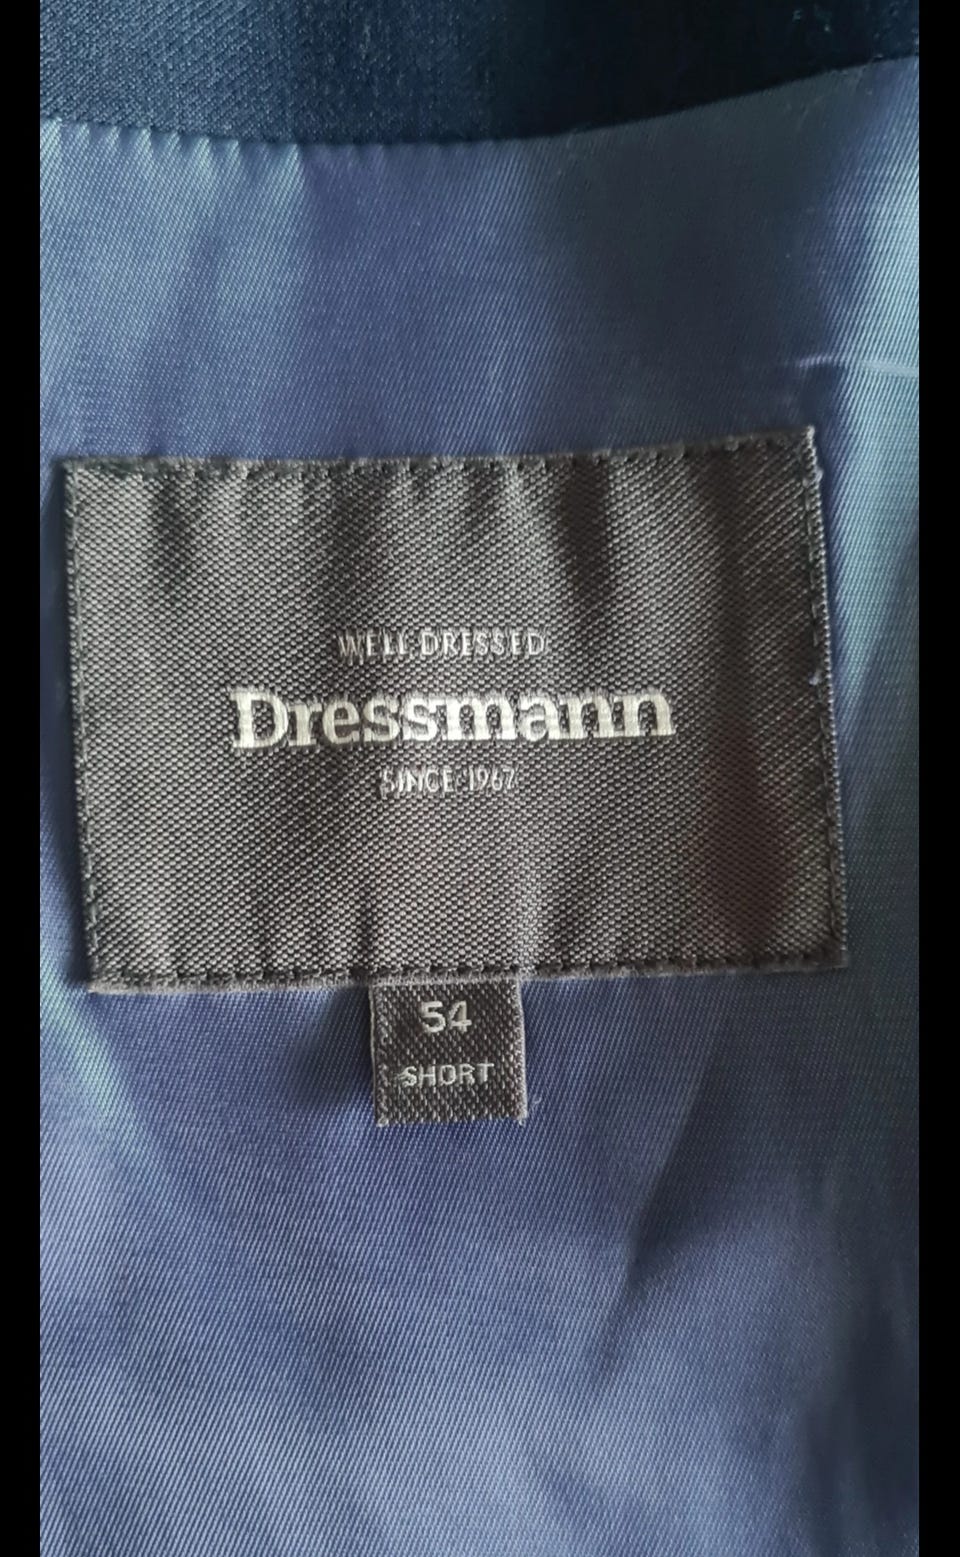 WELL DRESSED
Dressmann
SINCE 1967
54
SHORT